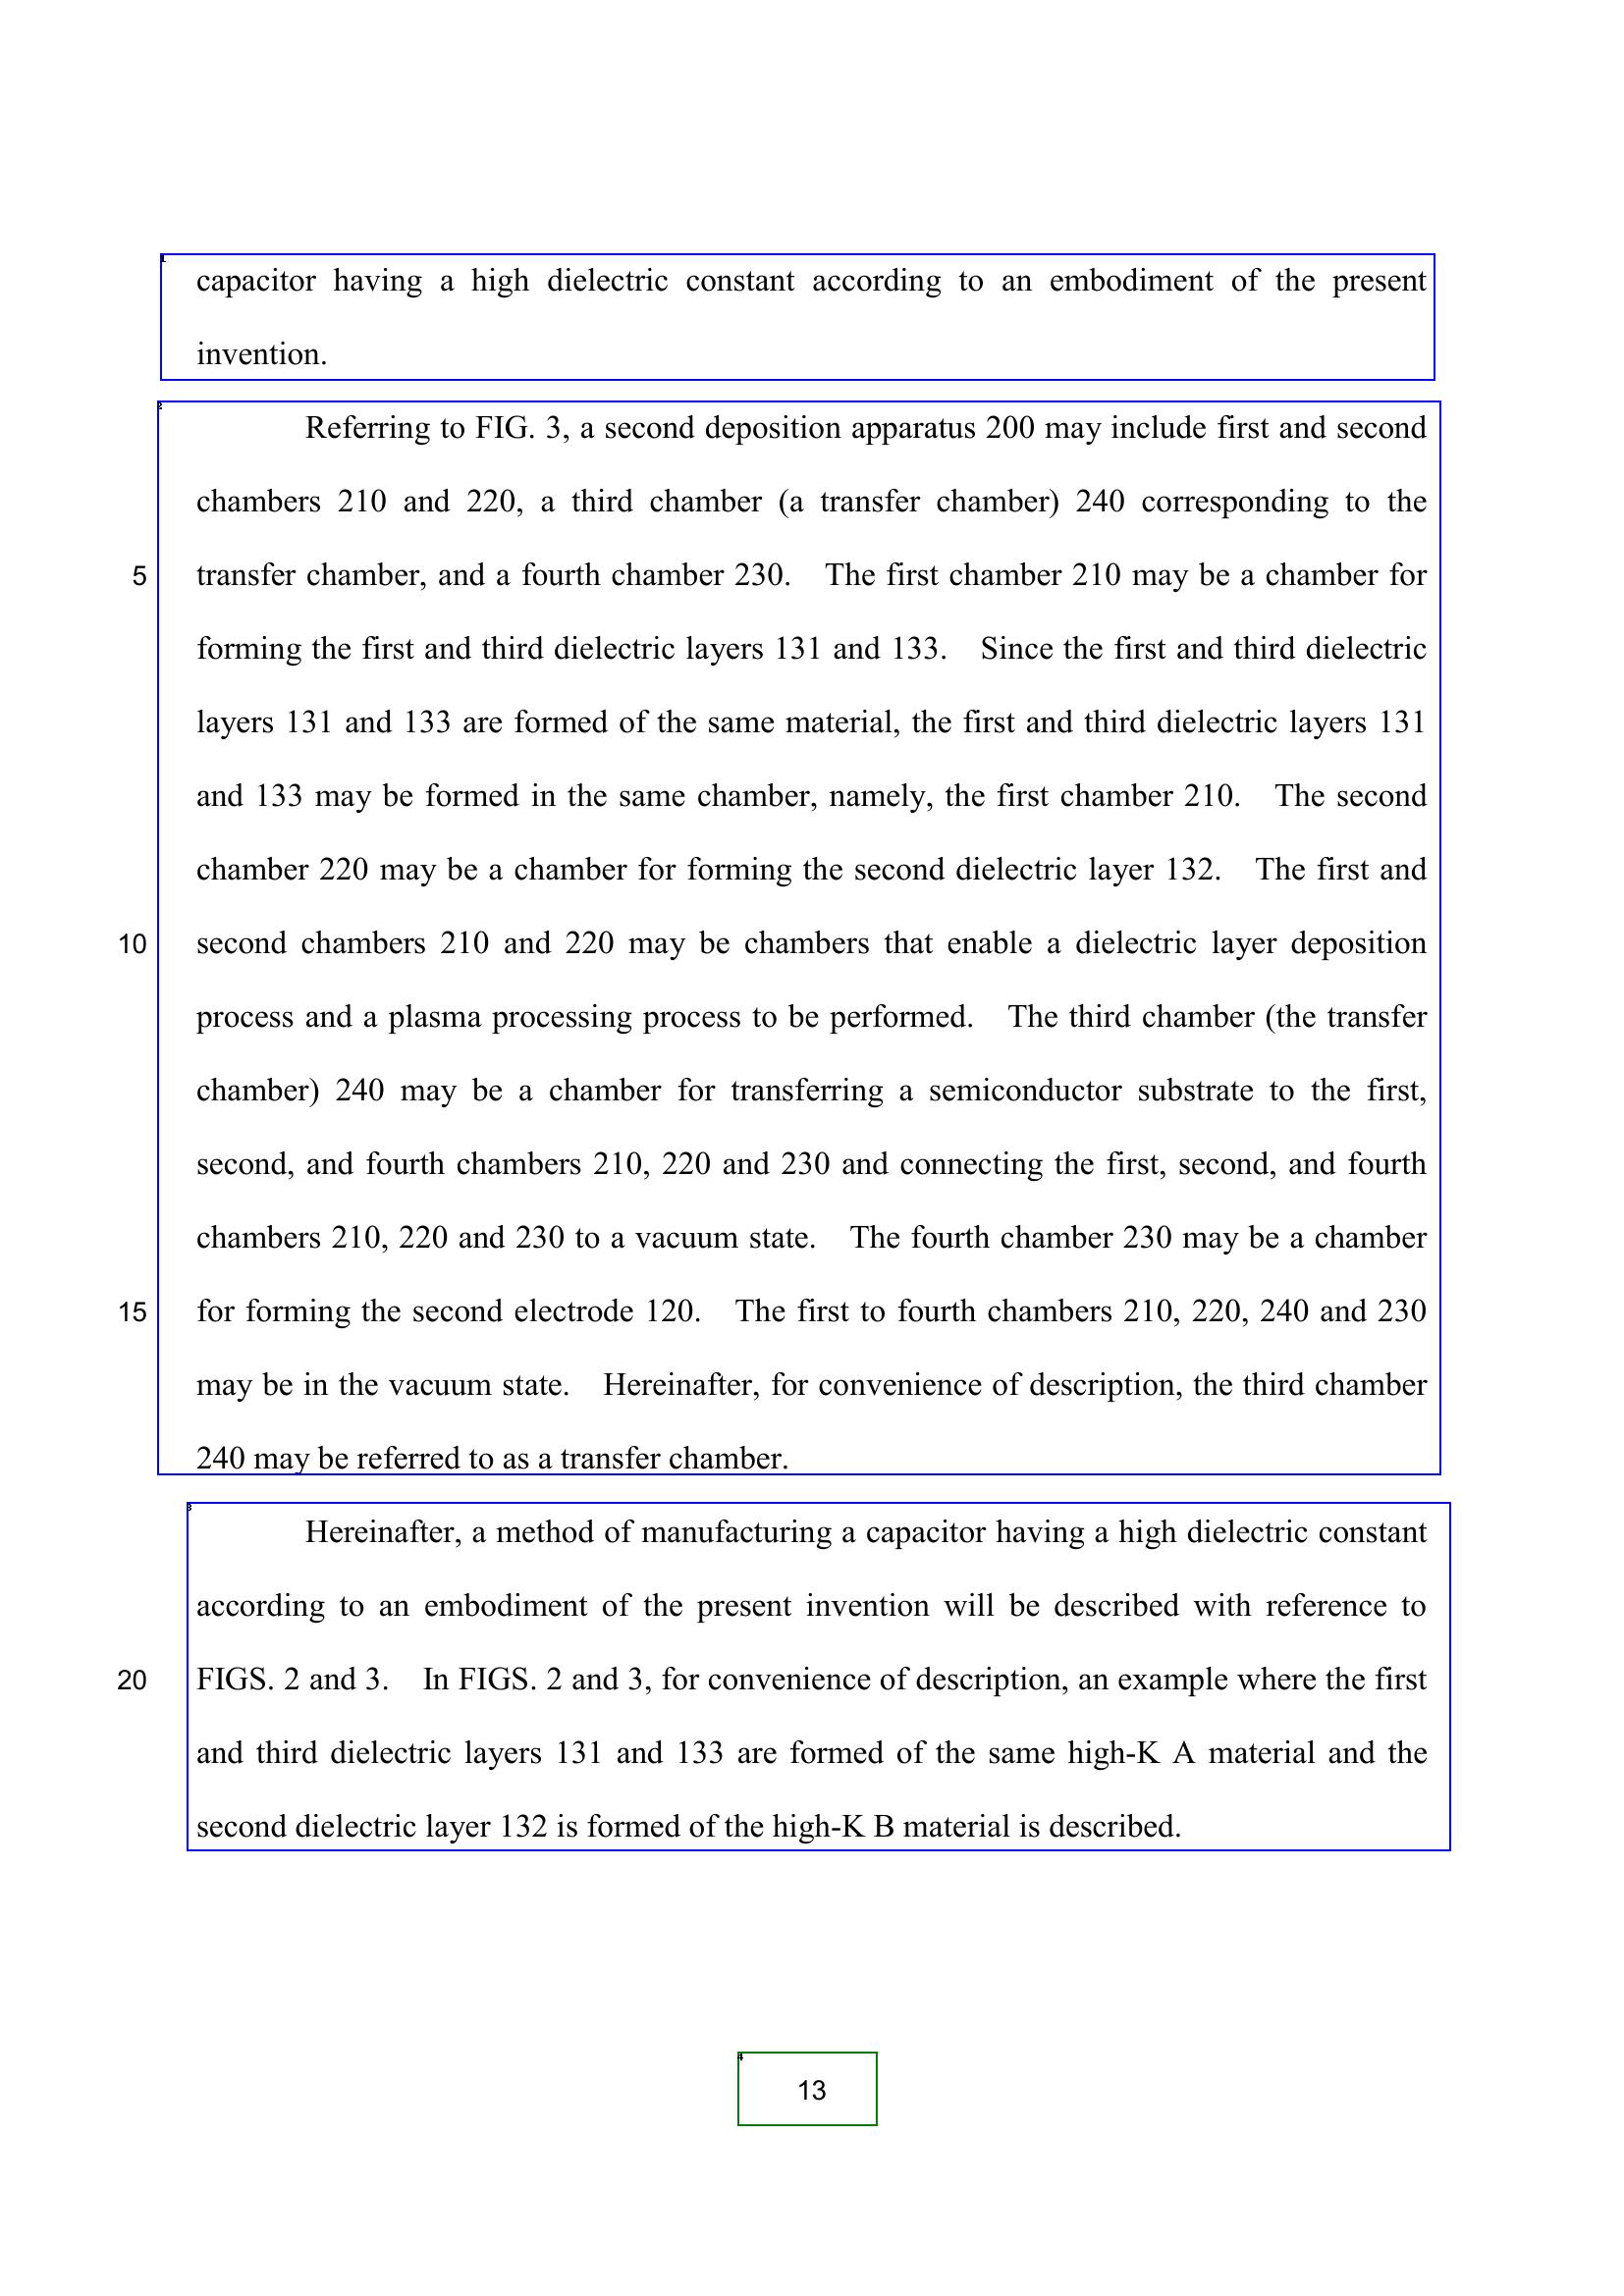 capacitor having a high dielectric constant according to an embodiment of the present
invention.
Referring to FIG. 3, a second deposition apparatus 200 may include first and second
chambers 210 and 220, a third chamber (a transfer chamber) 240 corresponding to the
5 transfer chamber, and a fourth chamber 230. The first chamber 210 may be a chamber for
forming the first and third dielectric layers 131 and 133. Since the first and third dielectric
layers 131 and 133 are formed of the same material, the first and third dielectric layers 131
and 133 may be formed in the same chamber, namely, the first chamber 210. The second
chamber 220 may be a chamber for forming the second dielectric layer 132. The first and
10 second chambers 210 and 220 may be chambers that enable a dielectric layer deposition
process and a plasma processing process to be performed. The third chamber (the transfer
chamber) 240 may be a chamber for transferring a semiconductor substrate to the first,
second, and fourth chambers 210, 220 and 230 and connecting the first, second, and fourth
chambers 210, 220 and 230 to a vacuum state. The fourth chamber 230 may be a chamber
15 for forming the second electrode 120. The first to fourth chambers 210, 220, 240 and 230
may be in the vacuum state. Hereinafter, for convenience of description, the third chamber
240 may be referred to as a transfer chamber.
Hereinafter, a method of manufacturing a capacitor having a high dielectric constant
according to an embodiment of the present invention will be described with reference to
20 FIGS. 2 and 3. In FIGS. 2 and 3, for convenience of description, an example where the first
and third dielectric layers 131 and 133 are formed of the same high-K A material and the
second dielectric layer 132 is formed of the high-K B material is described.
13